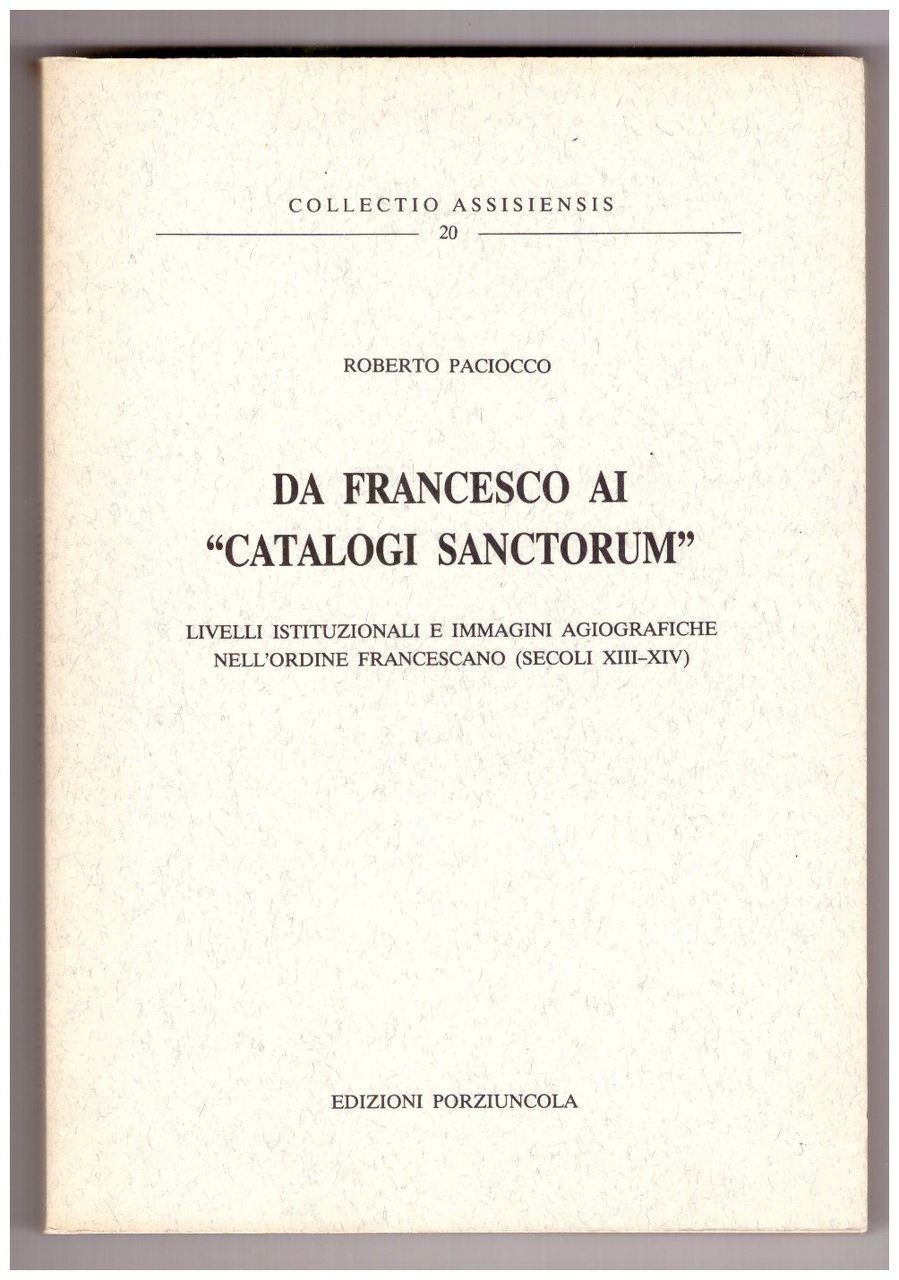 COLLECTIO ASSISIENSIS
20
ROBERTO PACIOCCO
DA FRANCESCO AI
“CATALOGI SANCTORUM”
LIVELLI ISTITUZIONALI E IMMAGINI AGIOGRAFICHE
NELL'ORDINE FRANCESCANO (SECOLI XIII–XIV)
EDIZIONI PORZIUNCOLA